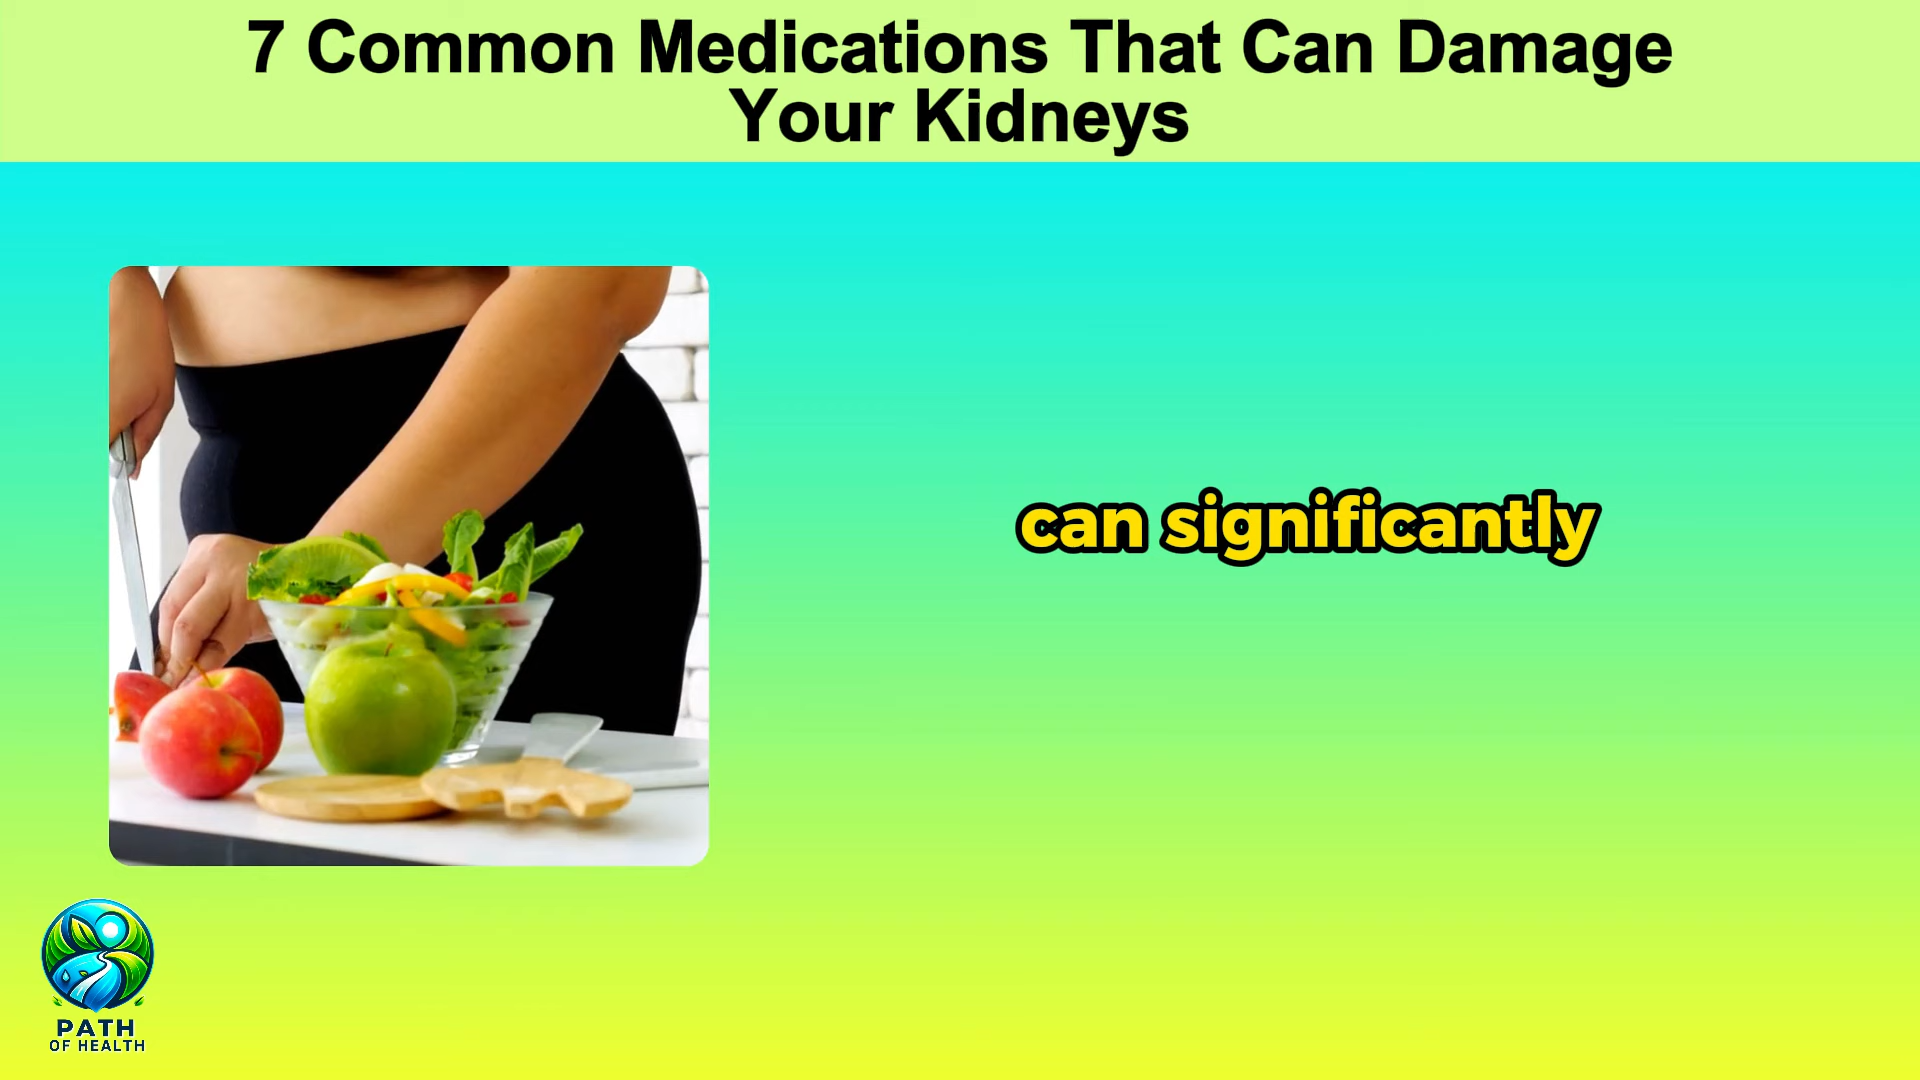 7 Common Medications That Can Damage
Your Kidneys
can significantly
PATH
OF HEALTH